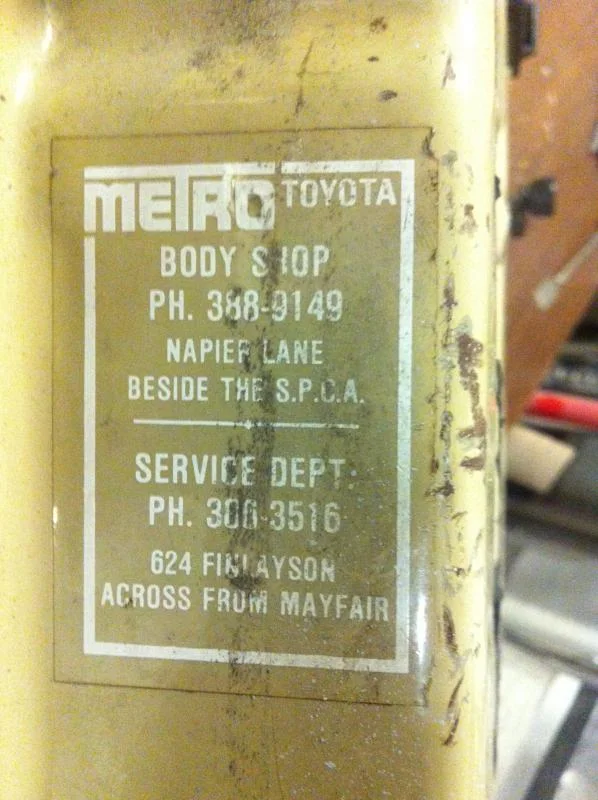 METRO TOYOTA
BODY SHOP
PH. 388-9149
NAPIER LANE
BESIDE THE S.P.C.A.
SERVICE DEPT:
PH. 386-3516
624 FINLAYSON
ACROSS FROM MAYFAIR